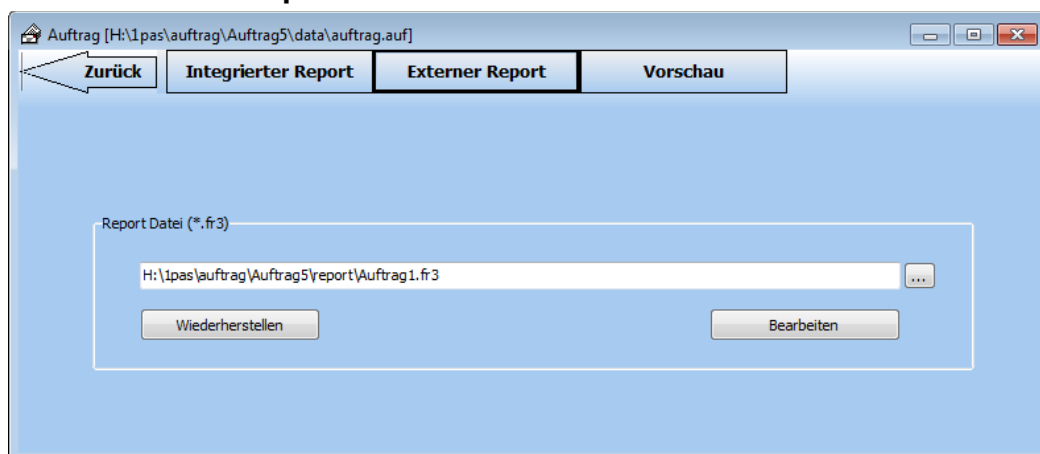 Auftrag [H:\1pas\auftrag\Auftrag5\data\auftrag.auf]
Zurück Integrierter Report Externer Report Vorschau
Report Datei (*.fr3)
H:\1pas\auftrag\Auftrag5\report\Auftrag1.fr3 ...
Wiederherstellen Bearbeiten